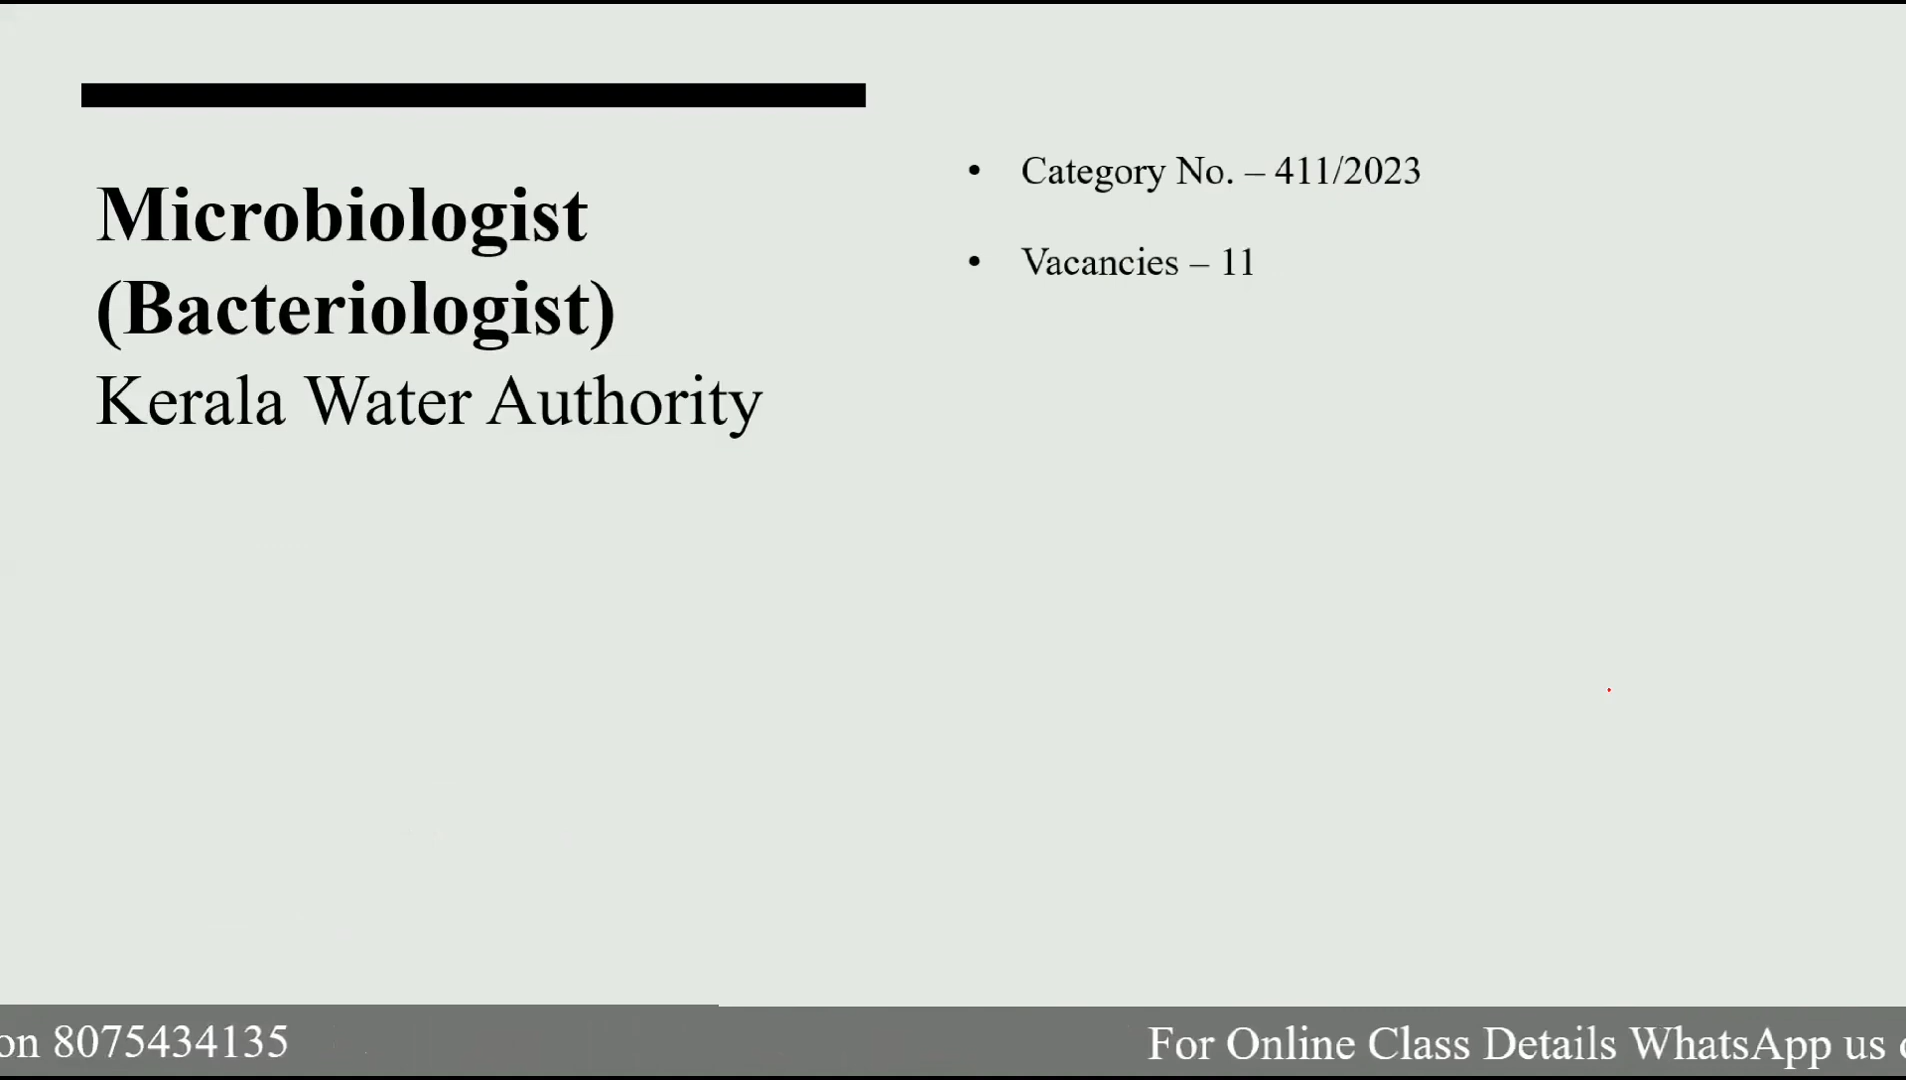 Microbiologist
(Bacteriologist)
Kerala Water Authority
• Category No. – 411/2023
• Vacancies – 11
on 8075434135
For Online Class Details WhatsApp us